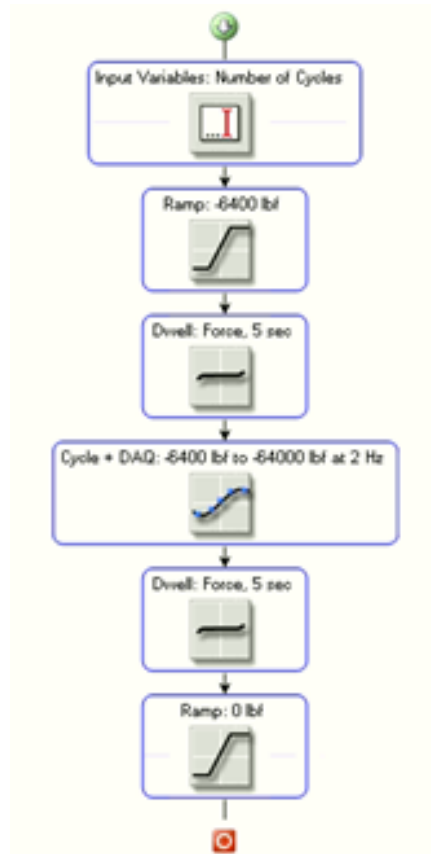 Input Variables: Number of Cycles
Ramp: -6400 lbf
Dwell: Force, 5 sec
Cycle + DAQ: -6400 lbf to -64000 lbf at 2 Hz
Dwell: Force, 5 sec
Ramp: 0 lbf